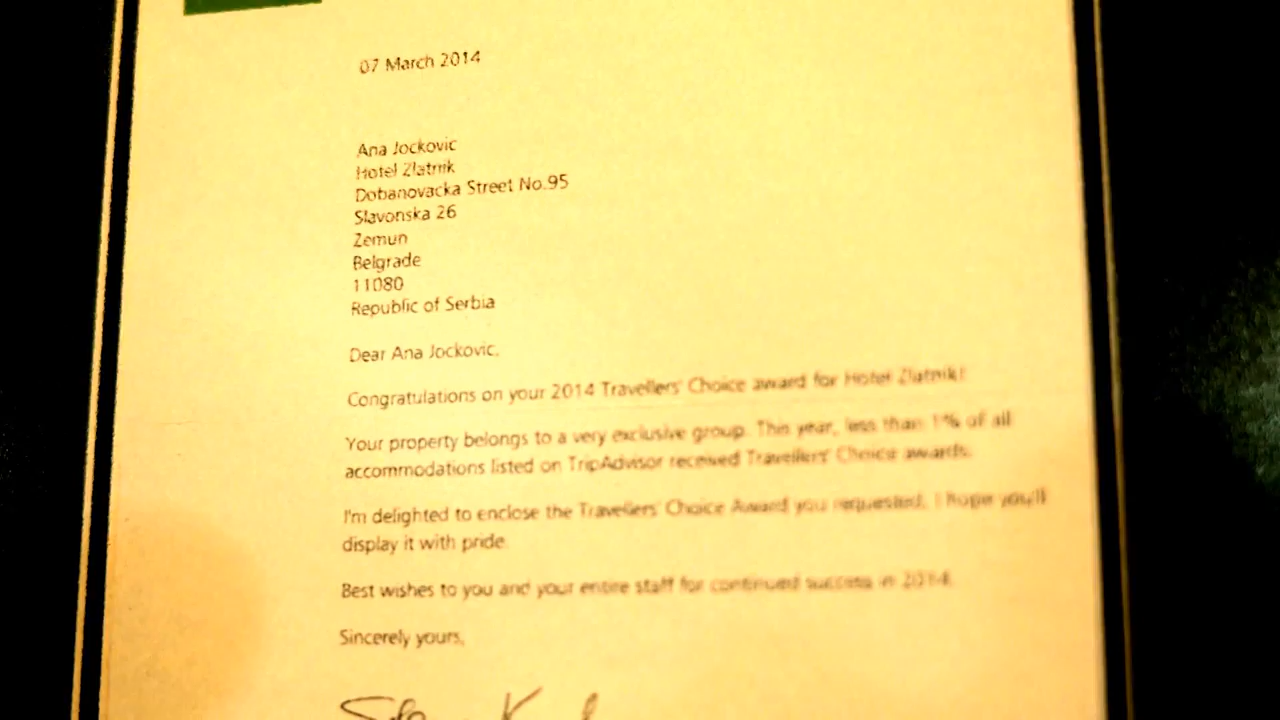 07 March 2014
Ana Jockovic
Hotel Zlatnik
Dobanovacka Street No.95
Slavonska 26
Zemun
Belgrade
11080
Republic of Serbia
Dear Ana Jockovic,
Congratulations on your 2014 Travellers' Choice award for Hotel Zlatnik!
Your property belongs to a very exclusive group. This year, less than 1% of all
accommodations listed on TripAdvisor received Travellers' Choice awards.
I'm delighted to enclose the Travellers' Choice Award you requested. I hope you'll
display it with pride.
Best wishes to you and your entire staff for continued success in 2014.
Sincerely yours,